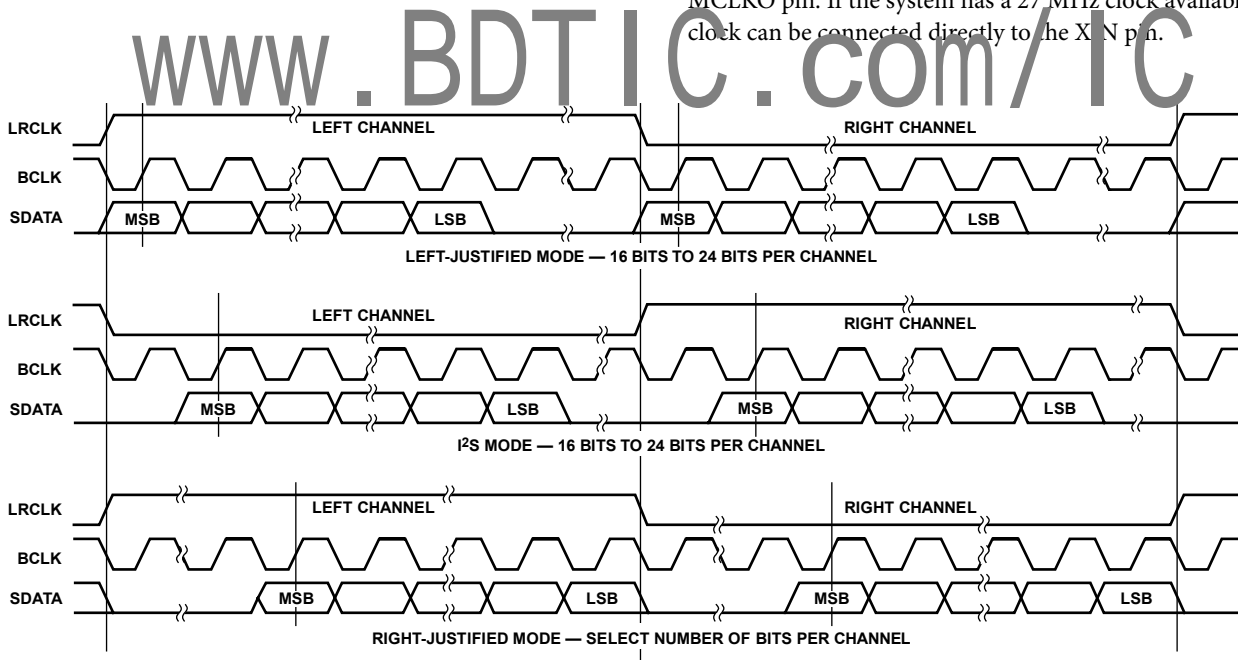 MCLKO pin. If the system has a 27 MHz clock availab
clock can be connected directly to the XIN pin.
www.BDTIC.com/IC
LRCLK
LEFT CHANNEL
RIGHT CHANNEL
BCLK
SDATA
MSB
LSB
MSB
LSB
LEFT-JUSTIFIED MODE — 16 BITS TO 24 BITS PER CHANNEL
LRCLK
LEFT CHANNEL
RIGHT CHANNEL
BCLK
SDATA
MSB
LSB
MSB
LSB
I²S MODE — 16 BITS TO 24 BITS PER CHANNEL
LRCLK
LEFT CHANNEL
RIGHT CHANNEL
BCLK
SDATA
MSB
LSB
MSB
LSB
RIGHT-JUSTIFIED MODE — SELECT NUMBER OF BITS PER CHANNEL